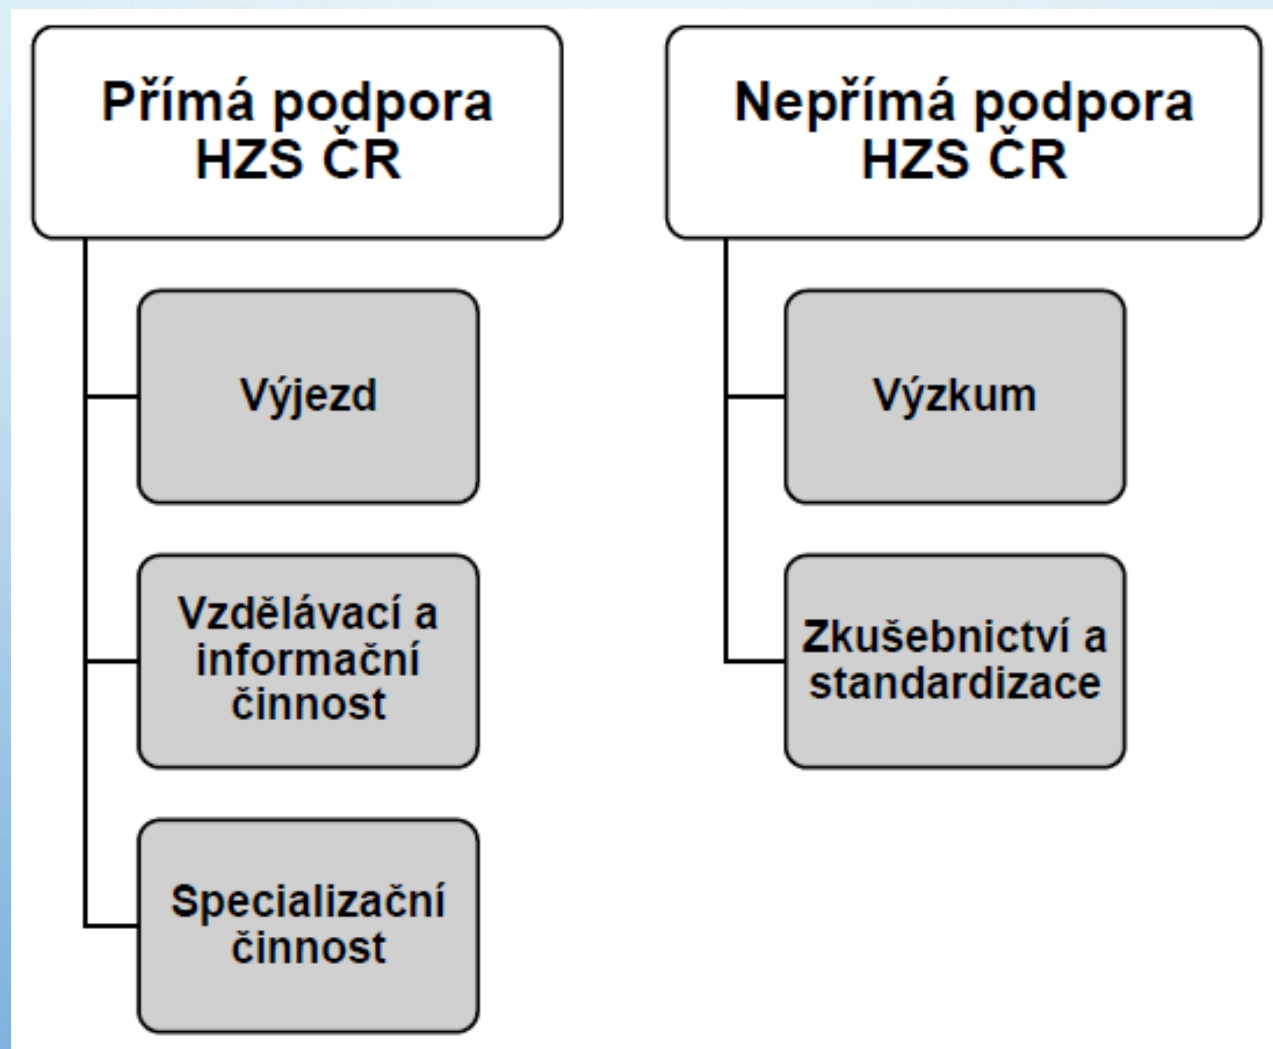 Přímá podpora
HZS ČR
Výjezd
Vzdělávací a
informační
činnost
Specializační
činnost
Nepřímá podpora
HZS ČR
Výzkum
Zkušebnictví a
standardizace